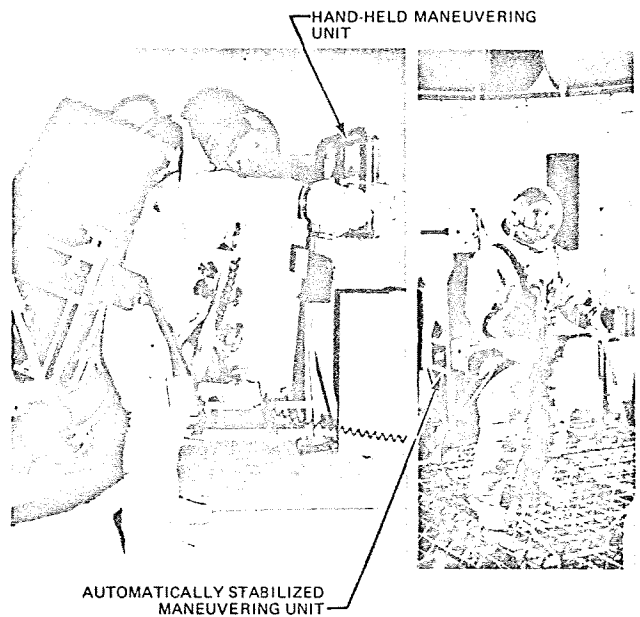 HAND-HELD MANEUVERING
UNIT
AUTOMATICALLY STABILIZED
MANEUVERING UNIT